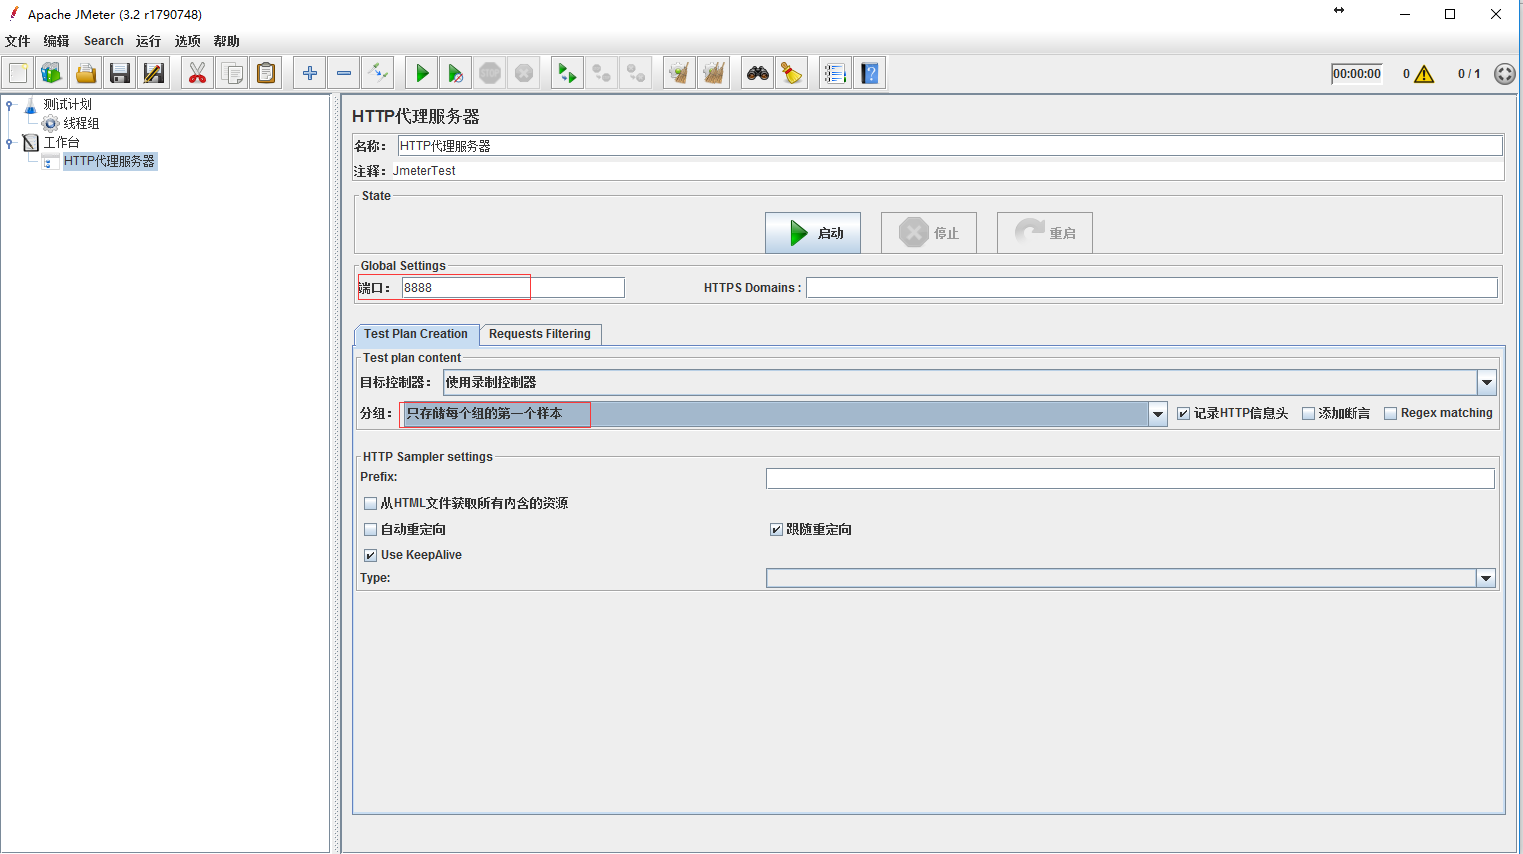 Apache JMeter (3.2 r1790748)
文件 编辑 Search 运行 选项 帮助
STOP
00:00:00 0 0 / 1
测试计划
线程组
工作台
HTTP代理服务器
HTTP代理服务器
名称： HTTP代理服务器
注释： JmeterTest
State
启动 停止 重启
Global Settings
端口： 8888 HTTPS Domains :
Test Plan Creation Requests Filtering
Test plan content
目标控制器： 使用录制控制器
分组： 只存储每个组的第一个样本 记录HTTP信息头 添加断言 Regex matching
HTTP Sampler settings
Prefix:
从HTML文件获取所有内含的资源
自动重定向 跟随重定向
Use KeepAlive
Type: